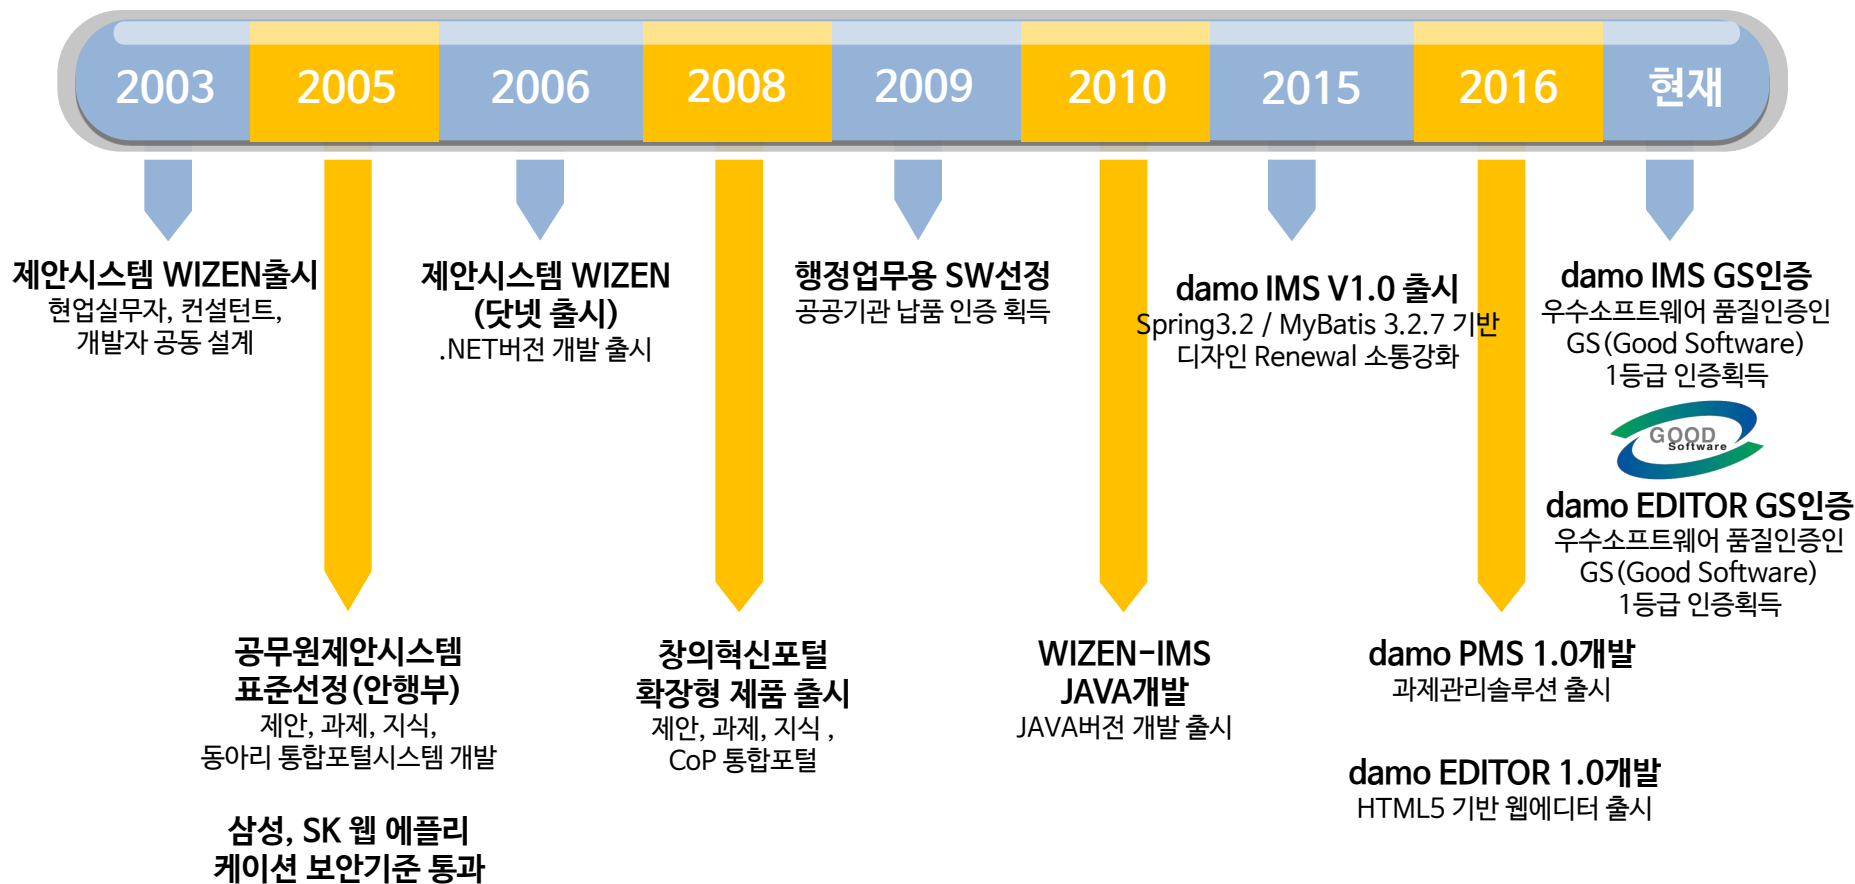 2003 2005 2006 2008 2009 2010 2015 2016 현재
제안시스템 WIZEN출시
현업실무자, 컨설턴트,
개발자 공동 설계
공무원제안시스템
표준선정(안행부)
제안, 과제, 지식,
동아리 통합포털시스템 개발
삼성, SK 웹 에플리
케이션 보안기준 통과
제안시스템 WIZEN
(닷넷 출시)
.NET버전 개발 출시
창의혁신포털
확장형 제품 출시
제안, 과제, 지식 ,
CoP 통합포털
행정업무용 SW선정
공공기관 납품 인증 획득
WIZEN-IMS
JAVA개발
JAVA버전 개발 출시
damo IMS V1.0 출시
Spring3.2 / MyBatis 3.2.7 기반
디자인 Renewal 소통강화
damo PMS 1.0개발
과제관리솔루션 출시
damo EDITOR 1.0개발
HTML5 기반 웹에디터 출시
damo IMS GS인증
우수소프트웨어 품질인증인
GS(Good Software)
1등급 인증획득
GOOD
Software
damo EDITOR GS인증
우수소프트웨어 품질인증인
GS(Good Software)
1등급 인증획득